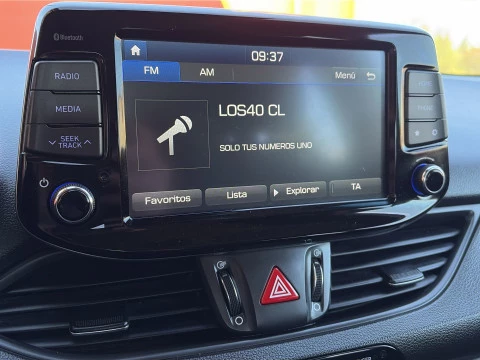 Bluetooth
09:37
FM AM Menú
RADIO
MEDIA
SEEK
TRACK
LOS40 CL
SOLO TUS NUMEROS UNO
Favoritos Lista Explorar TA